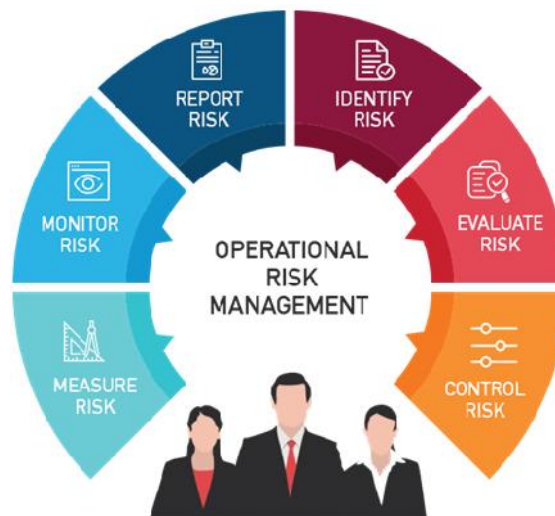 REPORT
RISK
IDENTIFY
RISK
MONITOR
RISK
EVALUATE
RISK
OPERATIONAL
RISK
MANAGEMENT
MEASURE
RISK
CONTROL
RISK